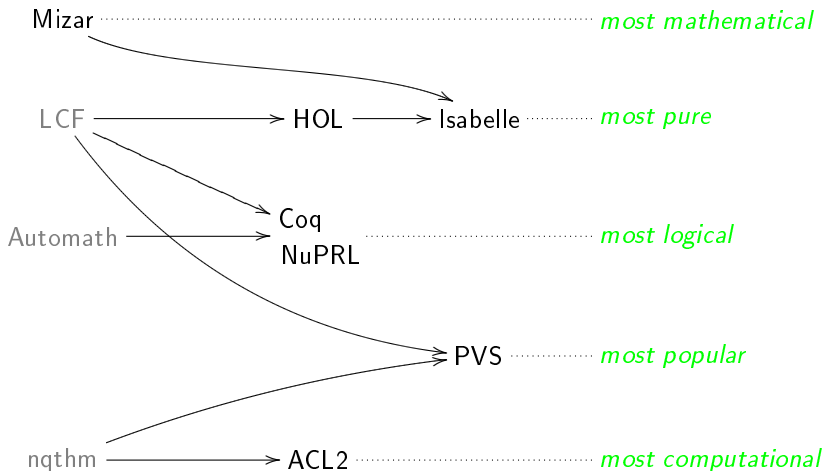 Mizar most mathematical
LCF HOL Isabelle most pure
Coq
Automath most logical
NuPRL
PVS most popular
nqthm ACL2 most computational